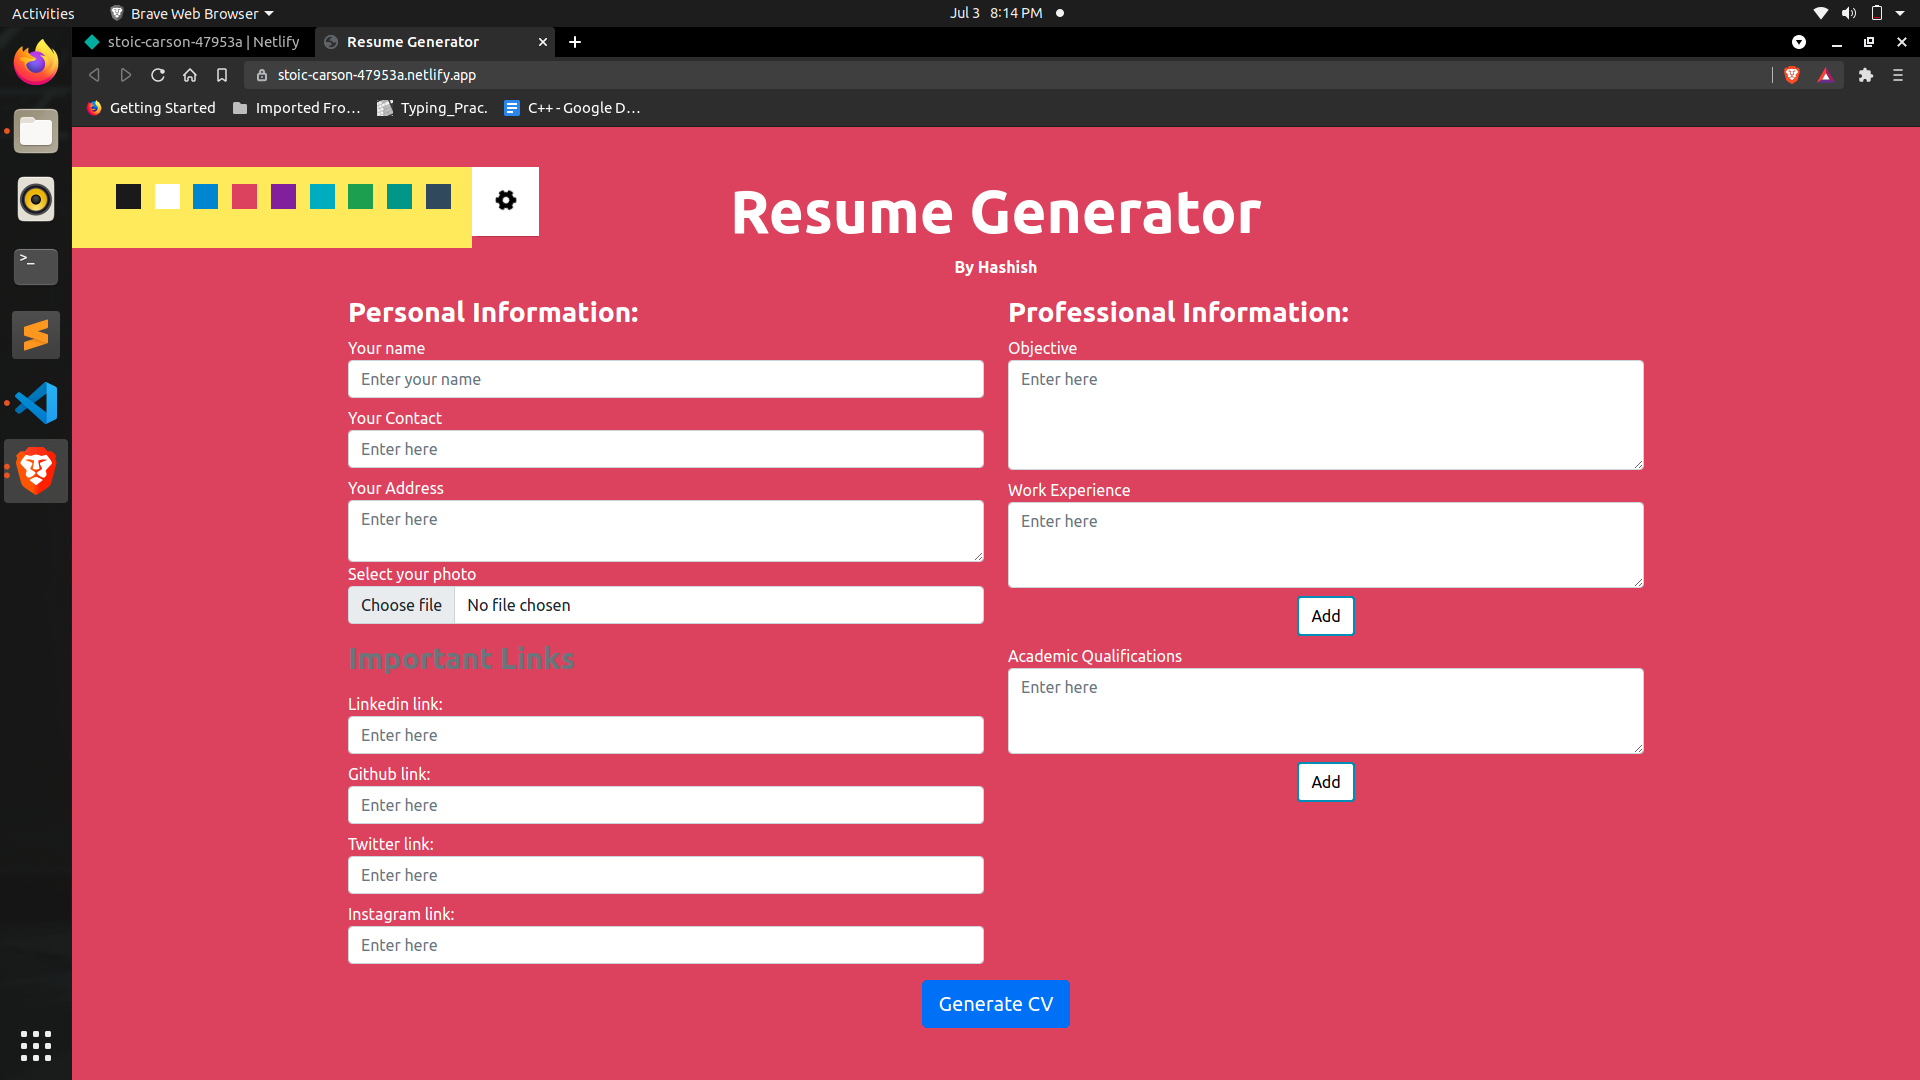 Activities
Brave Web Browser
Jul 3 8:14 PM
stoic-carson-47953a | Netlify
Resume Generator
stoic-carson-47953a.netlify.app
Getting Started
Imported Fro...
Typing_Prac.
C++ - Google D...
Resume Generator
By Hashish
Personal Information:
Your name
Enter your name
Your Contact
Enter here
Your Address
Enter here
Select your photo
Choose file No file chosen
Important Links
Linkedin link:
Enter here
Github link:
Enter here
Twitter link:
Enter here
Instagram link:
Enter here
Professional Information:
Objective
Enter here
Work Experience
Enter here
Add
Academic Qualifications
Enter here
Add
Generate CV